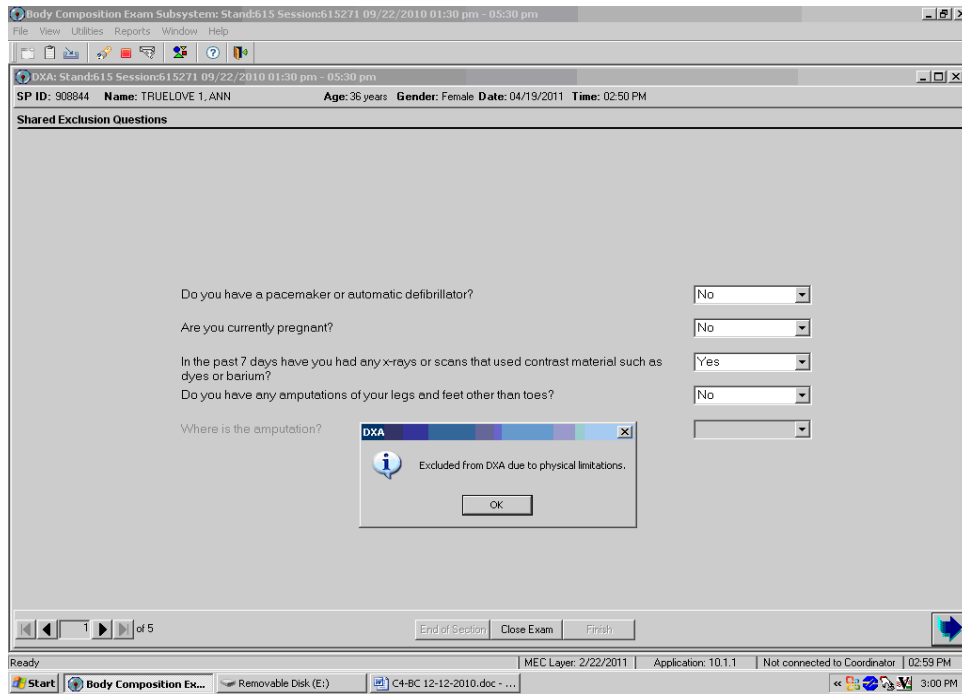 Body Composition Exam Subsystem: Stand:615 Session:615271 09/22/2010 01:30 pm - 05:30 pm
File View Utilities Reports Window Help
DXA: Stand:615 Session:615271 09/22/2010 01:30 pm - 05:30 pm
SP ID: 908844 Name: TRUELOVE 1, ANN Age: 36 years Gender: Female Date: 04/19/2011 Time: 02:50 PM
Shared Exclusion Questions
Do you have a pacemaker or automatic defibrillator? No
Are you currently pregnant? No
In the past 7 days have you had any x-rays or scans that used contrast material such as Yes
dyes or barium?
Do you have any amputations of your legs and feet other than toes? No
Where is the amputation?
DXA
Excluded from DXA due to physical limitations.
OK
1 of 5 End of Section Close Exam Finish
Ready MEC Layer: 2/22/2011 Application: 10.1.1 Not connected to Coordinator 02:59 PM
Start Body Composition Ex... Removable Disk (E:) C4-BC 12-12-2010.doc - ... « 3:00 PM